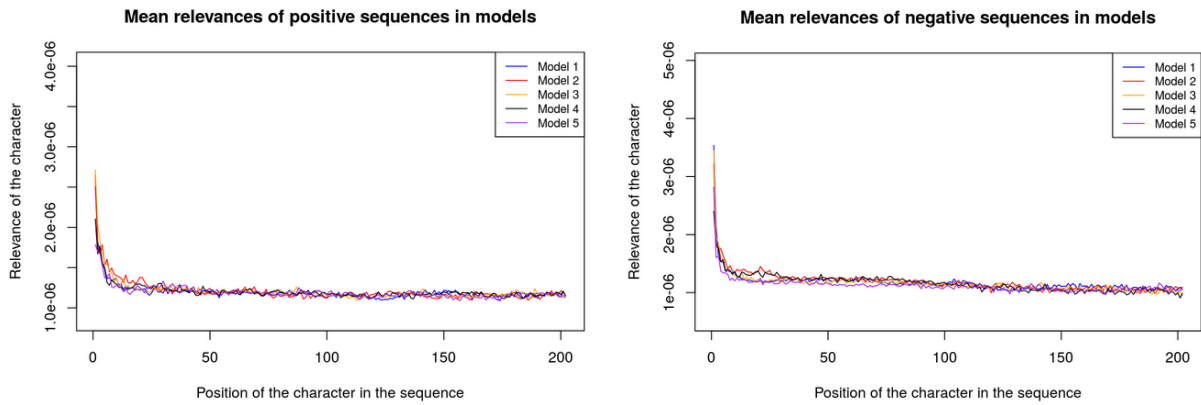 Mean relevances of positive sequences in models
Relevance of the character
4.0e-06
3.0e-06
2.0e-06
1.0e-06
Model 1
Model 2
Model 3
Model 4
Model 5
0 50 100 150 200
Position of the character in the sequence
Mean relevances of negative sequences in models
Relevance of the character
5e-06
4e-06
3e-06
2e-06
1e-06
Model 1
Model 2
Model 3
Model 4
Model 5
0 50 100 150 200
Position of the character in the sequence